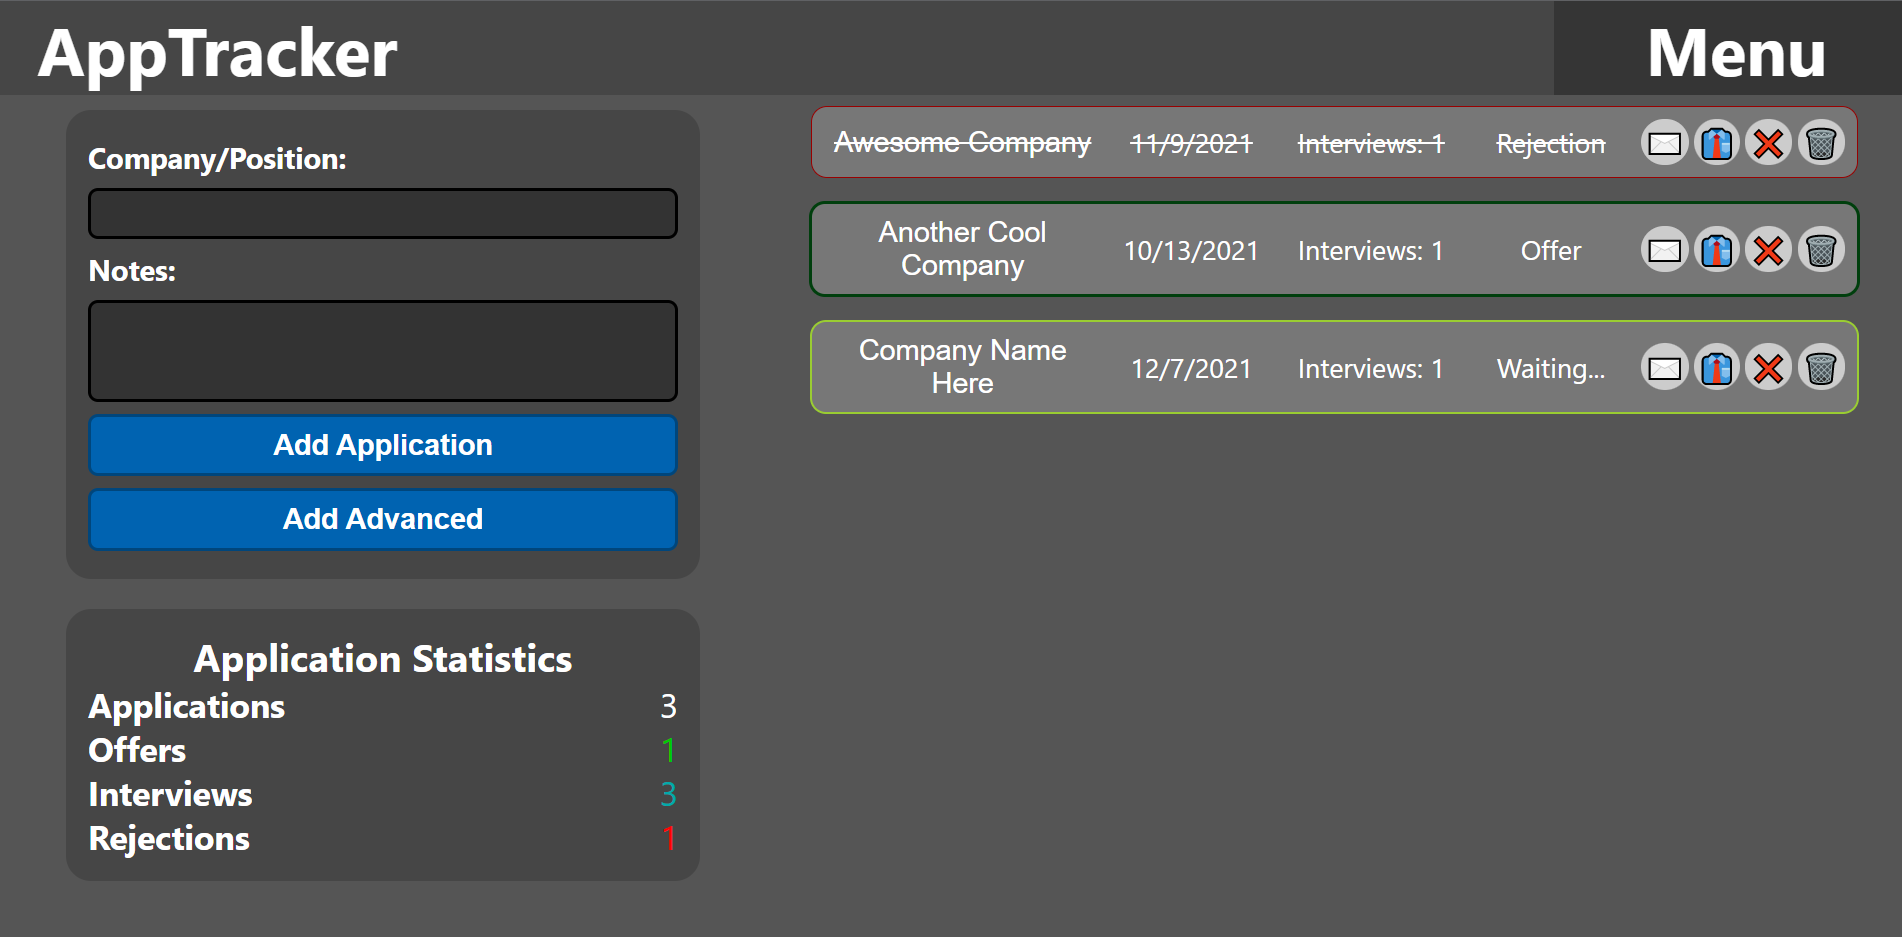 AppTracker
Menu
Company/Position:
Notes:
Add Application
Add Advanced
Application Statistics
Applications 3
Offers 1
Interviews 3
Rejections 1
Awesome Company 11/9/2021 Interviews: 1 Rejection
Another Cool
Company 10/13/2021 Interviews: 1 Offer
Company Name
Here 12/7/2021 Interviews: 1 Waiting...